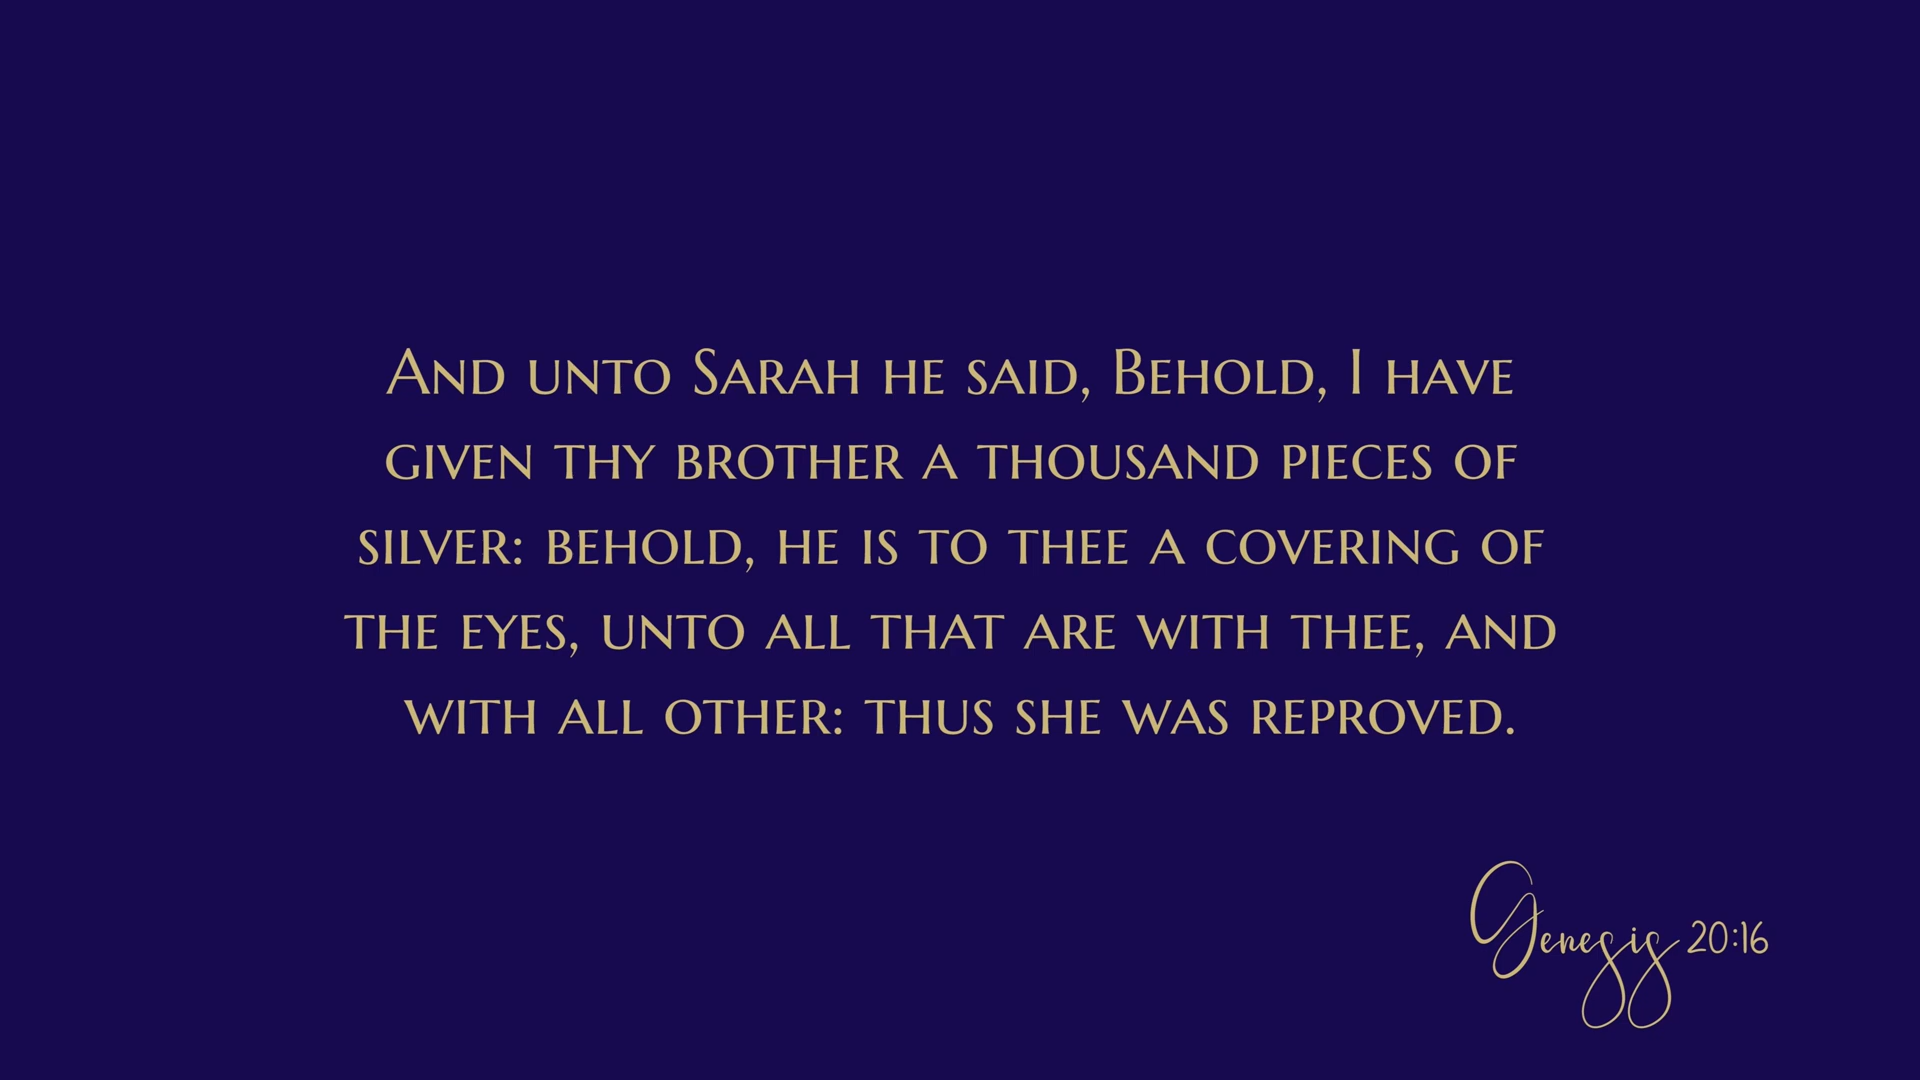 And unto Sarah he said, Behold, I have
given thy brother a thousand pieces of
silver: behold, he is to thee a covering of
the eyes, unto all that are with thee, and
with all other: thus she was reproved.
Genesis 20:16